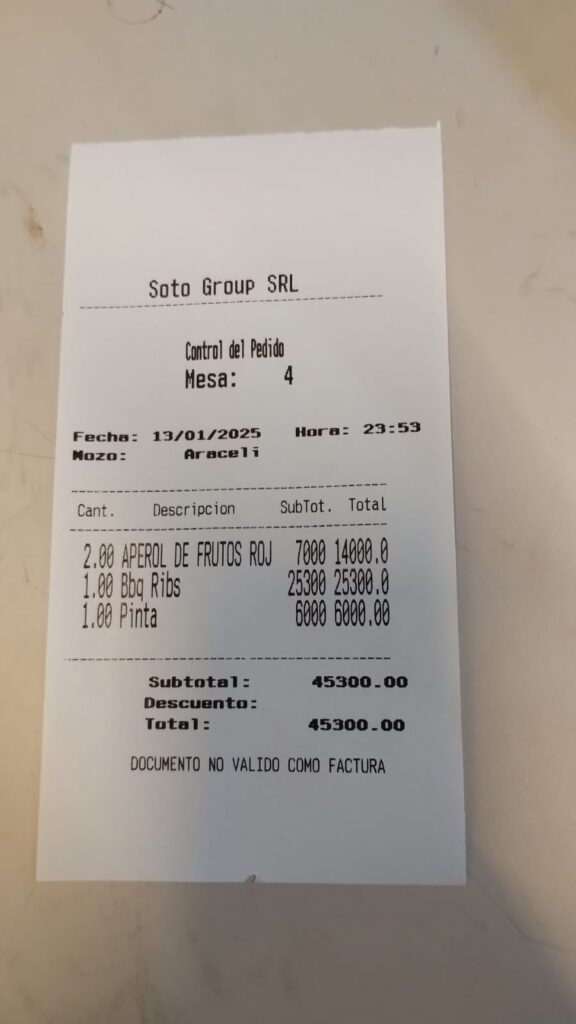 Soto Group SRL
Control del Pedido
Mesa: 4
Fecha: 13/01/2025 Hora: 23:53
Mozo: Araceli
Cant. Descripcion SubTot. Total
2.00 APEROL DE FRUTOS ROJ 7000 14000.0
1.00 Bbq Ribs 25300 25300.0
1.00 Pinta 6000 6000.00
Subtotal: 45300.00
Descuento:
Total: 45300.00
DOCUMENTO NO VALIDO COMO FACTURA